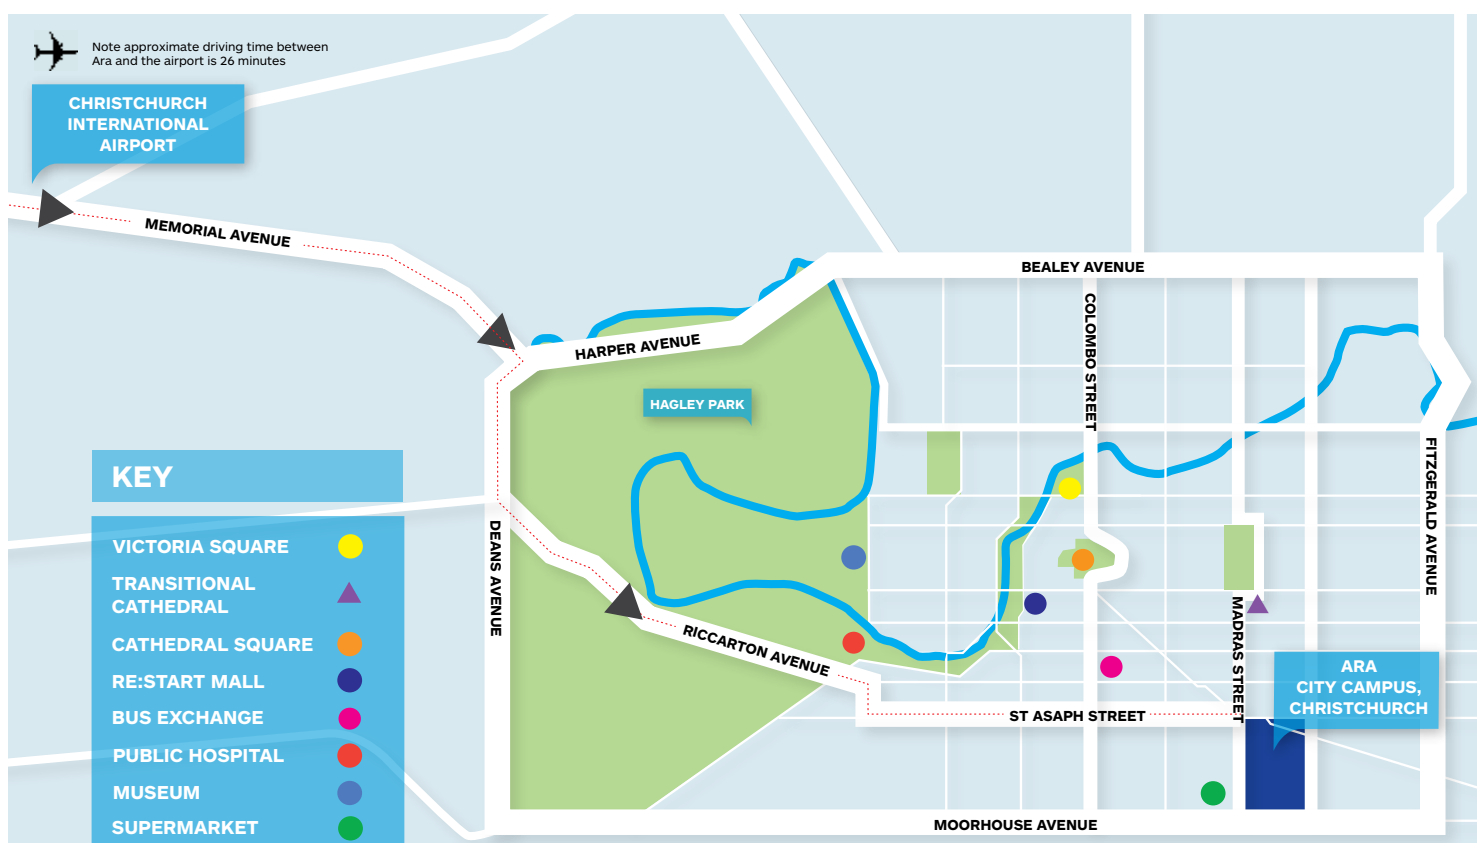 Note approximate driving time between
Ara and the airport is 26 minutes
CHRISTCHURCH
INTERNATIONAL
AIRPORT
MEMORIAL AVENUE
BEALEY AVENUE
COLOMBO STREET
HARPER AVENUE
HAGLEY PARK
FITZGERALD AVENUE
KEY
DEANS AVENUE
VICTORIA SQUARE
TRANSITIONAL
CATHEDRAL
CATHEDRAL SQUARE
RE:START MALL
BUS EXCHANGE
PUBLIC HOSPITAL
MUSEUM
SUPERMARKET
RICCARTON AVENUE
MADRAS STREET
ARA
CITY CAMPUS,
CHRISTCHURCH
ST ASAPH STREET
MOORHOUSE AVENUE